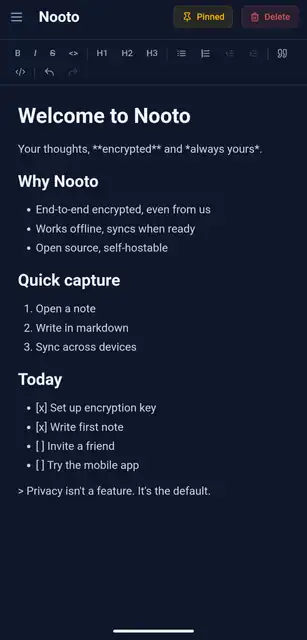 Nooto
Pinned
Delete
B I S <> H1 H2 H3
</>
Welcome to Nooto
Your thoughts, **encrypted** and *always yours*.
Why Nooto
• End-to-end encrypted, even from us
• Works offline, syncs when ready
• Open source, self-hostable
Quick capture
1. Open a note
2. Write in markdown
3. Sync across devices
Today
• [x] Set up encryption key
• [x] Write first note
• [ ] Invite a friend
• [ ] Try the mobile app
> Privacy isn't a feature. It's the default.